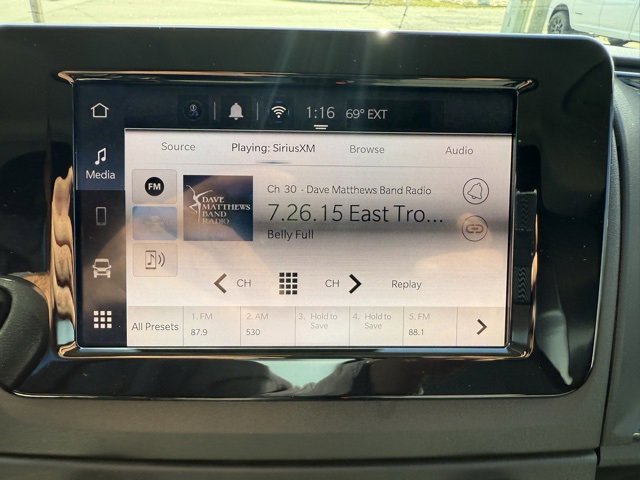 1:16 69° EXT
Source Playing: SiriusXM Browse Audio
Media
FM
DAVE
MATTHEWS
BAND
RADIO
Ch 30 - Dave Matthews Band Radio
7.26.15 East Tro...
Belly Full
CH CH Replay
All Presets
1. FM
87.9
2. AM
530
3. Hold to
Save
4. Hold to
Save
5. FM
88.1